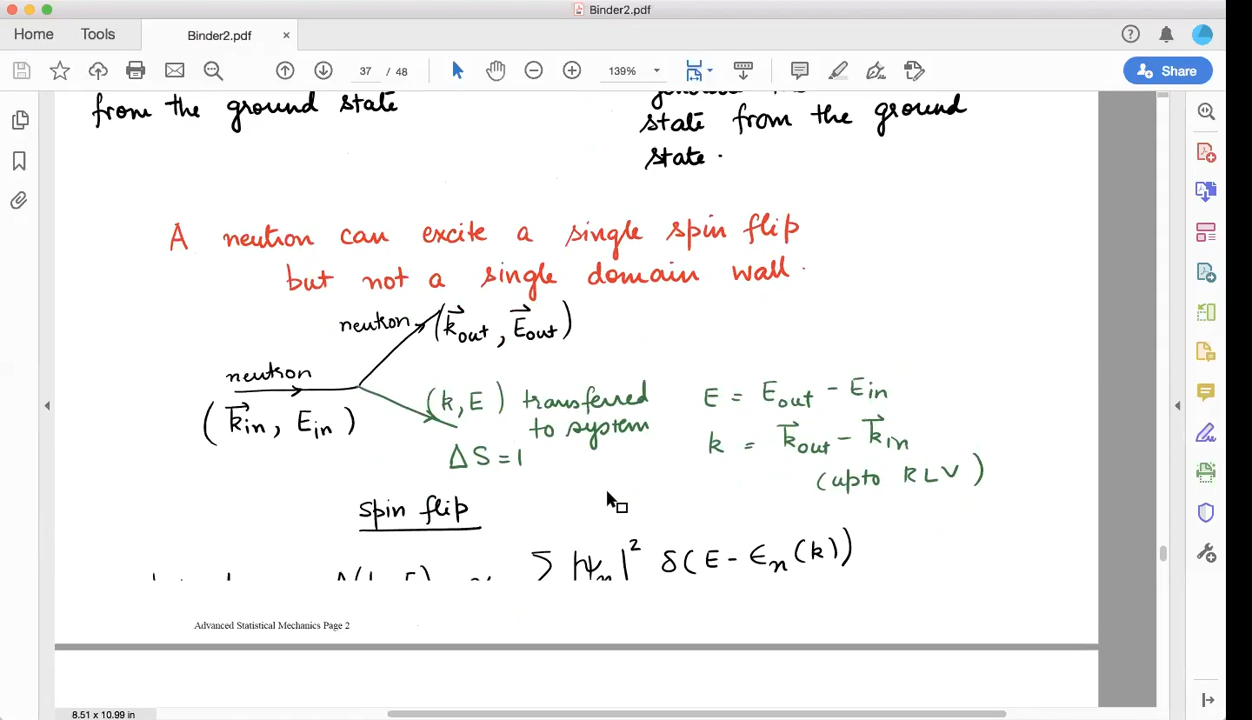 Binder2.pdf
Home
Tools
Binder2.pdf
×
37 / 48
139%
Share
from the ground state
state from the ground
state.
A neutron can excite a single spin flip
but not a single domain wall.
neutron (k⃗out, E⃗out)
neutron
(k⃗in, Ein)
(k, E) transferred
to system
ΔS = 1
E = Eout - Ein
k = k⃗out - k⃗in
(upto RLV)
spin flip
Σ |ψn|² δ(E - ϵn(k))
Advanced Statistical Mechanics Page 2
8.51 x 10.99 in